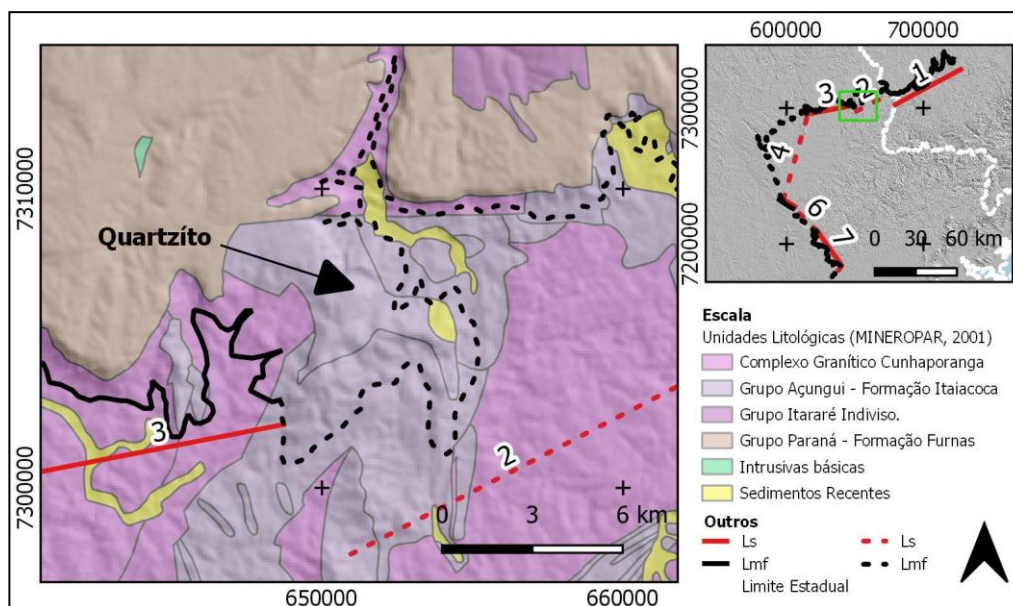 600000 700000
7300000
7200000
1
2
3
4
6
7
0 30 60 km
7310000
7300000
Quartzíto
3
2
0 3 6 km
650000 660000
Escala
Unidades Litológicas (MINEROPAR, 2001)
Complexo Granítico Cunhaporanga
Grupo Açungui - Formação Itaiacoca
Grupo Itararé Indiviso.
Grupo Paraná - Formação Furnas
Intrusivas básicas
Sedimentos Recentes
Outros
Ls Ls
Lmf Lmf
Limite Estadual